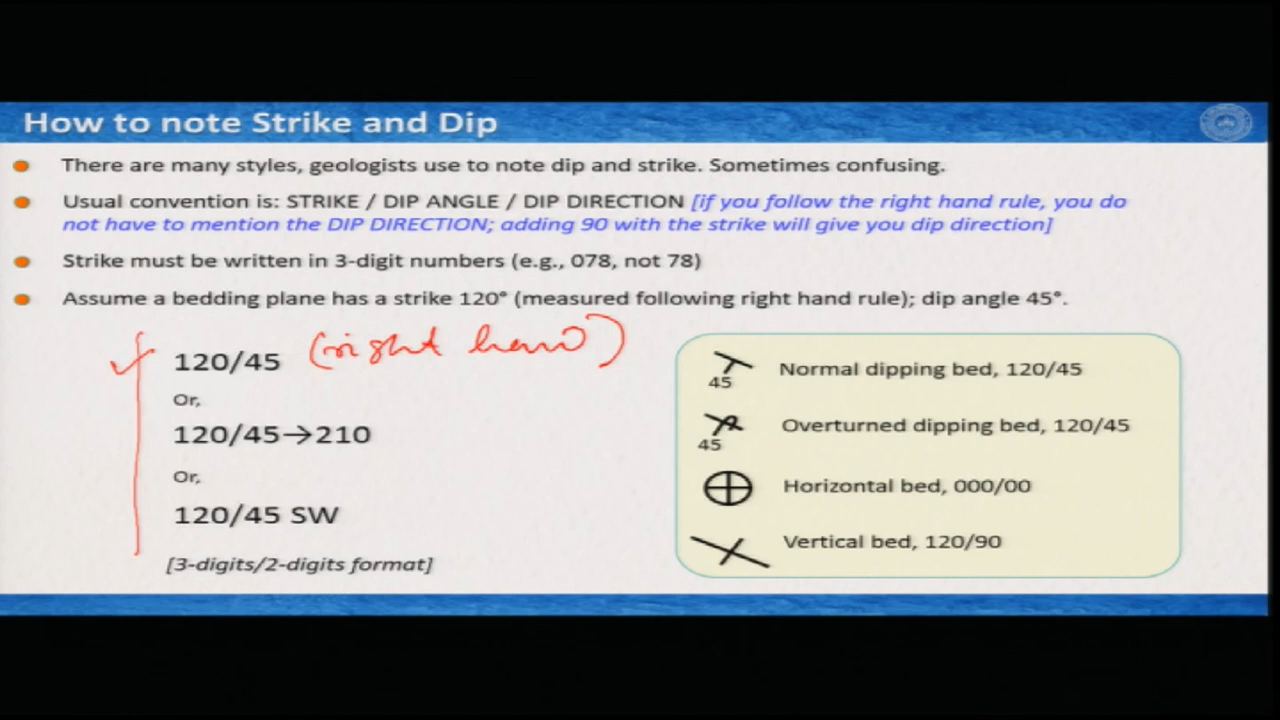 How to note Strike and Dip
There are many styles, geologists use to note dip and strike. Sometimes confusing.
Usual convention is: STRIKE / DIP ANGLE / DIP DIRECTION [if you follow the right hand rule, you do
not have to mention the DIP DIRECTION; adding 90 with the strike will give you dip direction]
Strike must be written in 3-digit numbers (e.g., 078, not 78)
Assume a bedding plane has a strike 120° (measured following right hand rule); dip angle 45°.
120/45 (right hand)
Or,
120/45→210
Or,
120/45 SW
[3-digits/2-digits format]
45 Normal dipping bed, 120/45
45 Overturned dipping bed, 120/45
Horizontal bed, 000/00
Vertical bed, 120/90